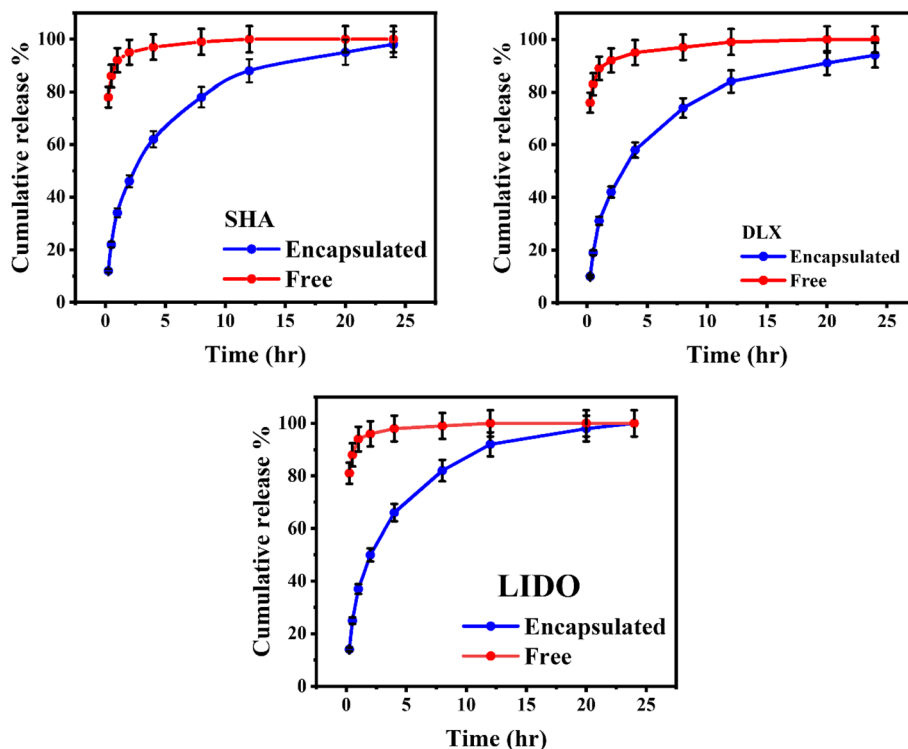 Cumulative release %
100
80
60
40
20
0
SHA
Encapsulated
Free
0 5 10 15 20 25
Time (hr)
Cumulative release %
100
80
60
40
20
0
DLX
Encapsulated
Free
0 5 10 15 20 25
Time (hr)
Cumulative release %
100
80
60
40
20
0
LIDO
Encapsulated
Free
0 5 10 15 20 25
Time (hr)